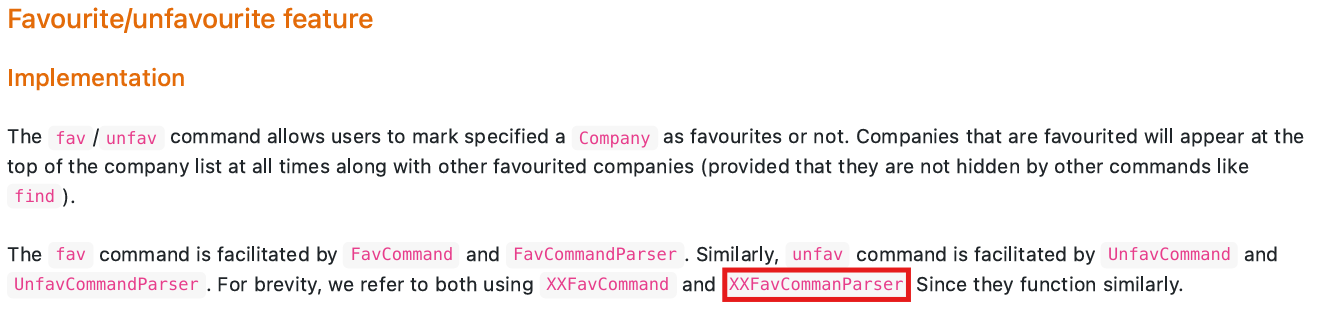 Favourite/unfavourite feature
Implementation
The fav / unfav command allows users to mark specified a Company as favourites or not. Companies that are favourited will appear at the
top of the company list at all times along with other favourited companies (provided that they are not hidden by other commands like
find ).
The fav command is facilitated by FavCommand and FavCommandParser . Similarly, unfav command is facilitated by UnfavCommand and
UnfavCommandParser . For brevity, we refer to both using XXFavCommand and XXFavCommanParser Since they function similarly.